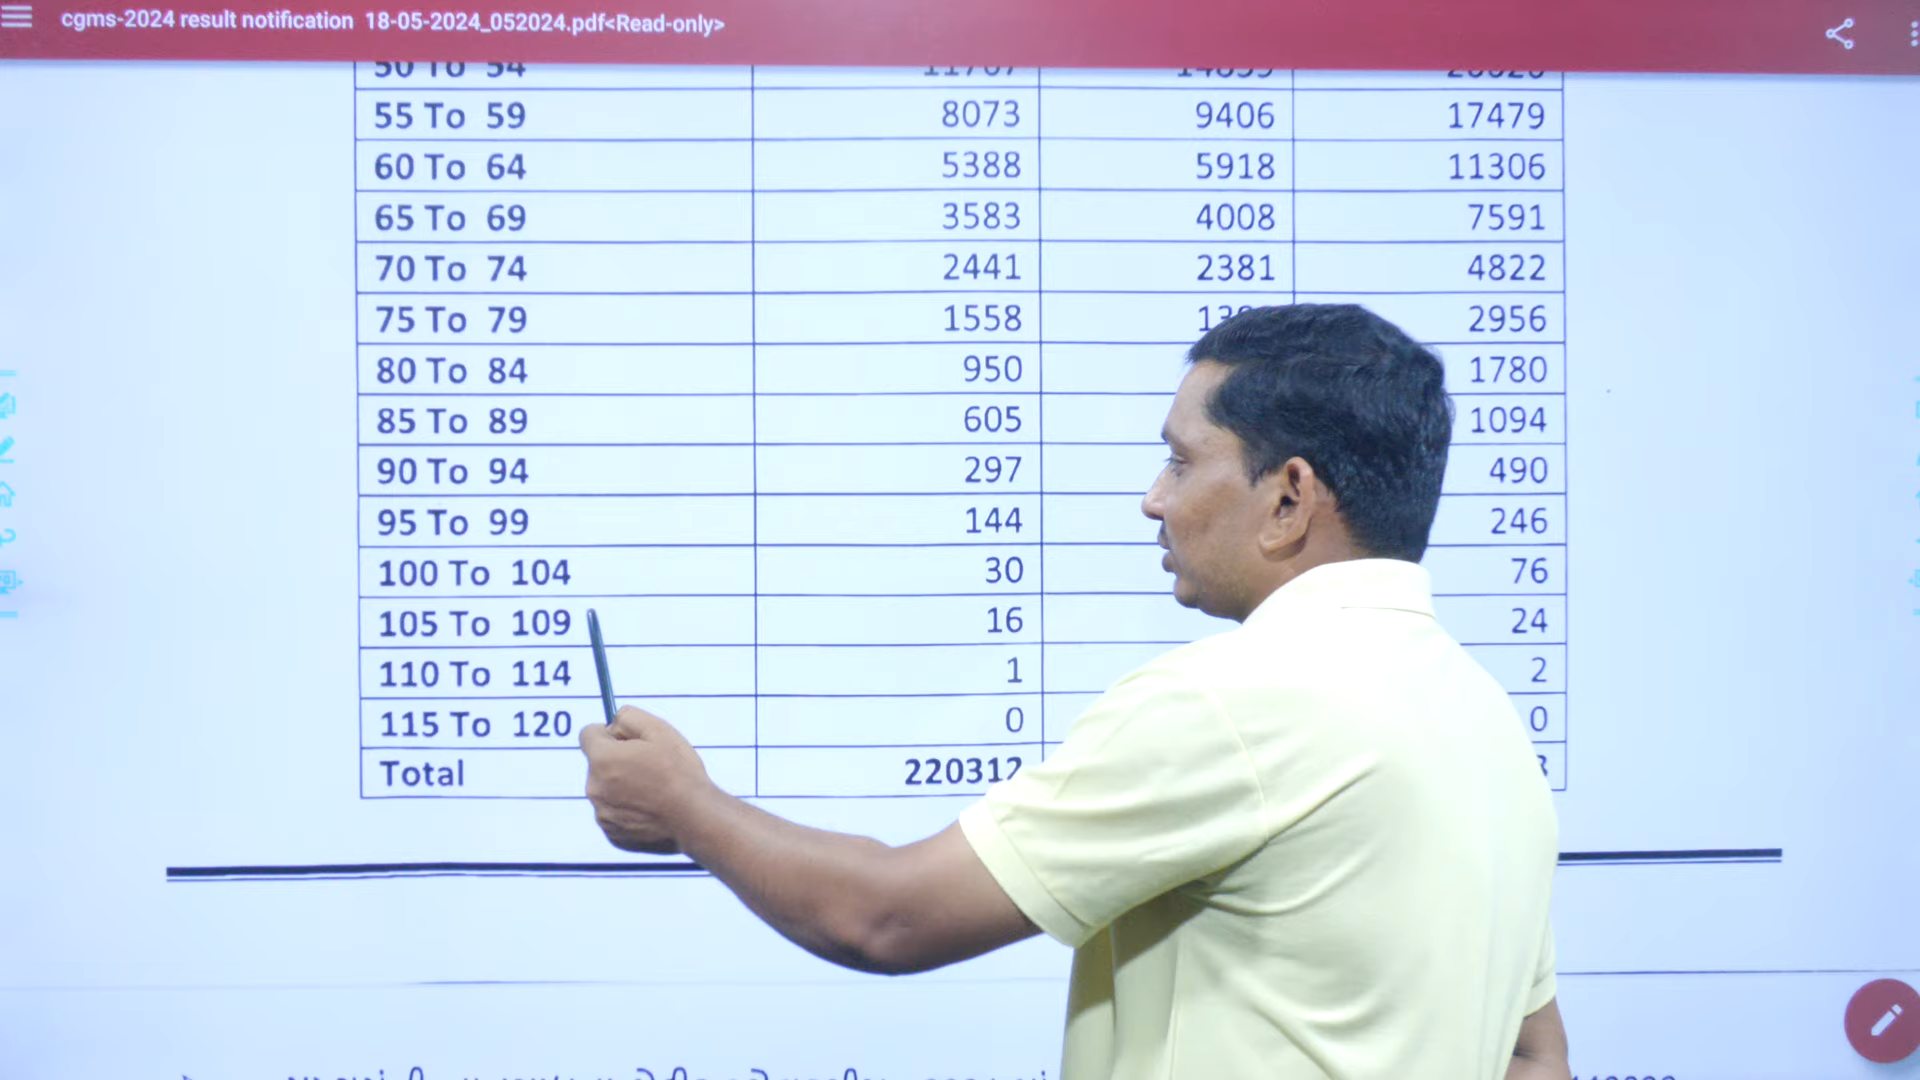 cgms-2024 result notification 18-05-2024_052024.pdf<Read-only>
50 To 54
55 To 59 8073 9406 17479
60 To 64 5388 5918 11306
65 To 69 3583 4008 7591
70 To 74 2441 2381 4822
75 To 79 1558 2956
80 To 84 950 1780
85 To 89 605 1094
90 To 94 297 490
95 To 99 144 246
100 To 104 30 76
105 To 109 16 24
110 To 114 1 2
115 To 120 0 0
Total 220312